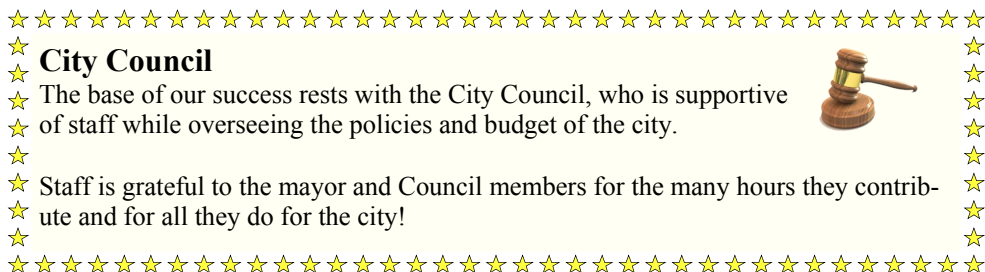 City Council
The base of our success rests with the City Council, who is supportive
of staff while overseeing the policies and budget of the city.
Staff is grateful to the mayor and Council members for the many hours they contrib-
ute and for all they do for the city!